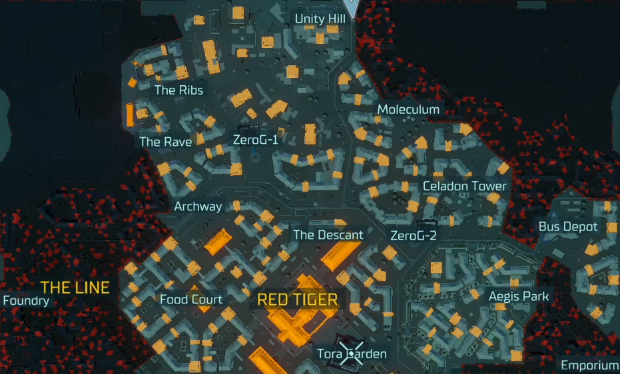 Unity Hill
The Ribs
Moleculum
The Rave
ZeroG-1
Celadon Tower
Archway
Bus Depot
The Descant
ZeroG-2
THE LINE
Foundry
Food Court
RED TIGER
Aegis Park
Tora Garden
Emporium